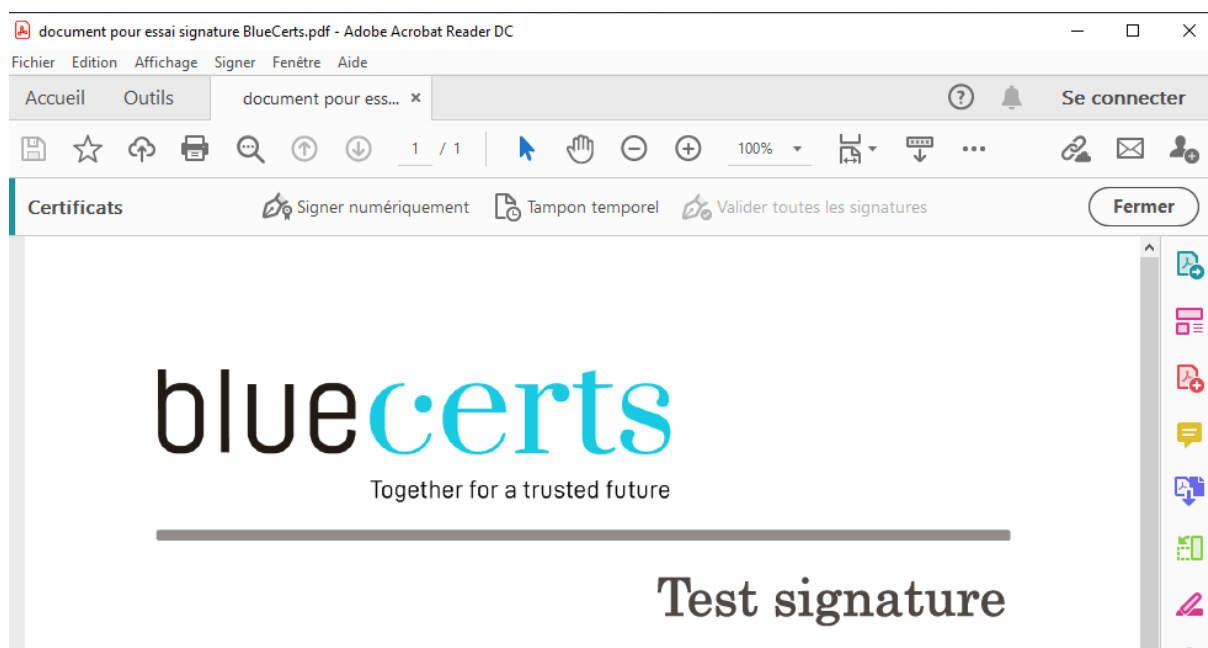 document pour essai signature BlueCerts.pdf - Adobe Acrobat Reader DC
Fichier Edition Affichage Signer Fenêtre Aide
Accueil Outils document pour ess... × ? Se connecter
1 / 1 100%
Certificats Signer numériquement Tampon temporel Valider toutes les signatures Fermer
bluecerts
Together for a trusted future
Test signature